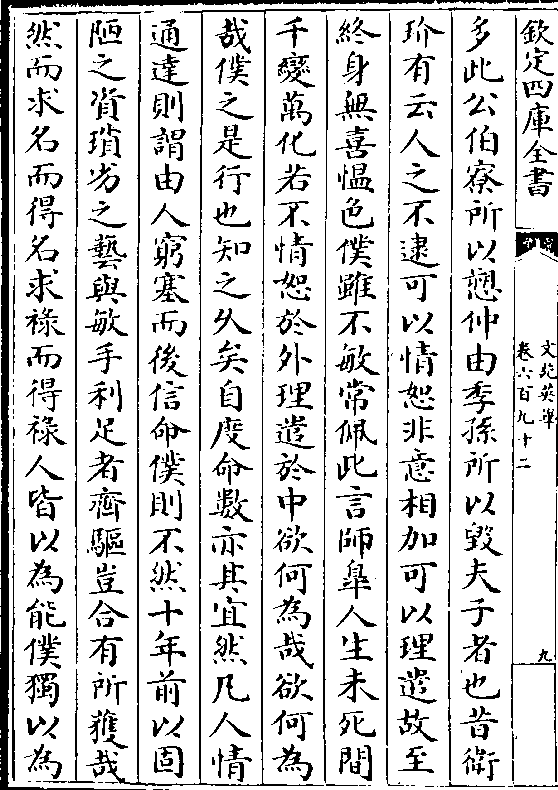 欽定四庫全書
文苑英華
卷六百九十二
九
多此公伯寮所以愬仲由季孫所以毀夫子者也昔衛
玠有云人之不逮可以情恕非意相加可以理遣故至
終身無喜愠色僕雖不敏常佩此言師皐人生未死間
千變萬化若不情恕於外理遣於中欲何為哉欲何為
哉僕之是行也知之久矣自度命數亦其宜然凡人情
通達則謂由人窮塞而後信命僕則不然十年前以固
陋之資瑣劣之藝與敏手利足者齊驅豈合有所獲哉
然而求名而得名求祿而得祿人皆以為能僕獨以為